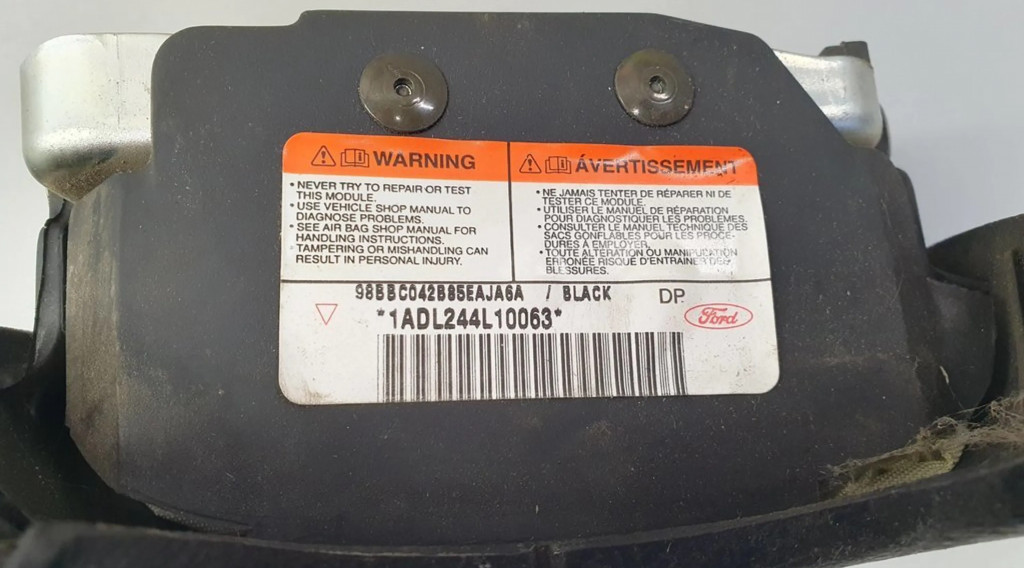 WARNING
• NEVER TRY TO REPAIR OR TEST
THIS MODULE.
• USE VEHICLE SHOP MANUAL TO
DIAGNOSE PROBLEMS.
• SEE AIR BAG SHOP MANUAL FOR
HANDLING INSTRUCTIONS.
• TAMPERING OR MISHANDLING CAN
RESULT IN PERSONAL INJURY.
ÁVERTISSEMENT
• NE JAMAIS TENTER DE RÉPARER NI DE
TESTER CE MODULE.
• UTILISER LE MANUEL DE RÉPARATION
POUR DIAGNOSTIQUER LES PROBLÈMES.
• CONSULTER LE MANUEL TECHNIQUE DES
SACS GONFLABLES POUR LES PROCÉ-
DURES À EMPLOYER.
• TOUTE ALTÉRATION OU MANIPULATION
ERRONÉE RISQUE D'ENTRAINER DES
BLESSURES.
98BBC042B85EAJA6A / BLACK DP
*1ADL244L10063*
Ford